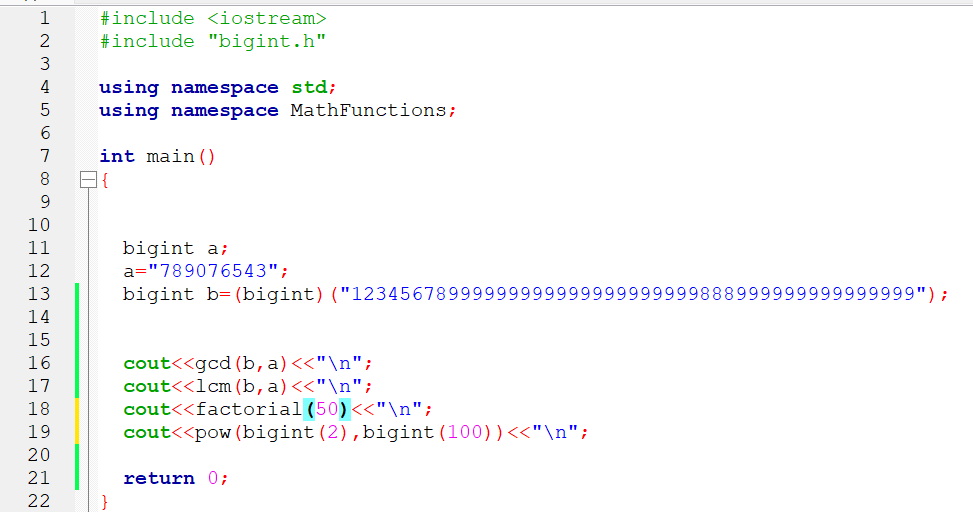 1 #include <iostream>
2 #include "bigint.h"
3
4 using namespace std;
5 using namespace MathFunctions;
6
7 int main()
8 {
9
10
11 bigint a;
12 a="789076543";
13 bigint b=(bigint)("123456789999999999999999999999888999999999999999");
14
15
16 cout<<gcd(b,a)<<"\n";
17 cout<<lcm(b,a)<<"\n";
18 cout<<factorial(50)<<"\n";
19 cout<<pow(bigint(2),bigint(100))<<"\n";
20
21 return 0;
22 }